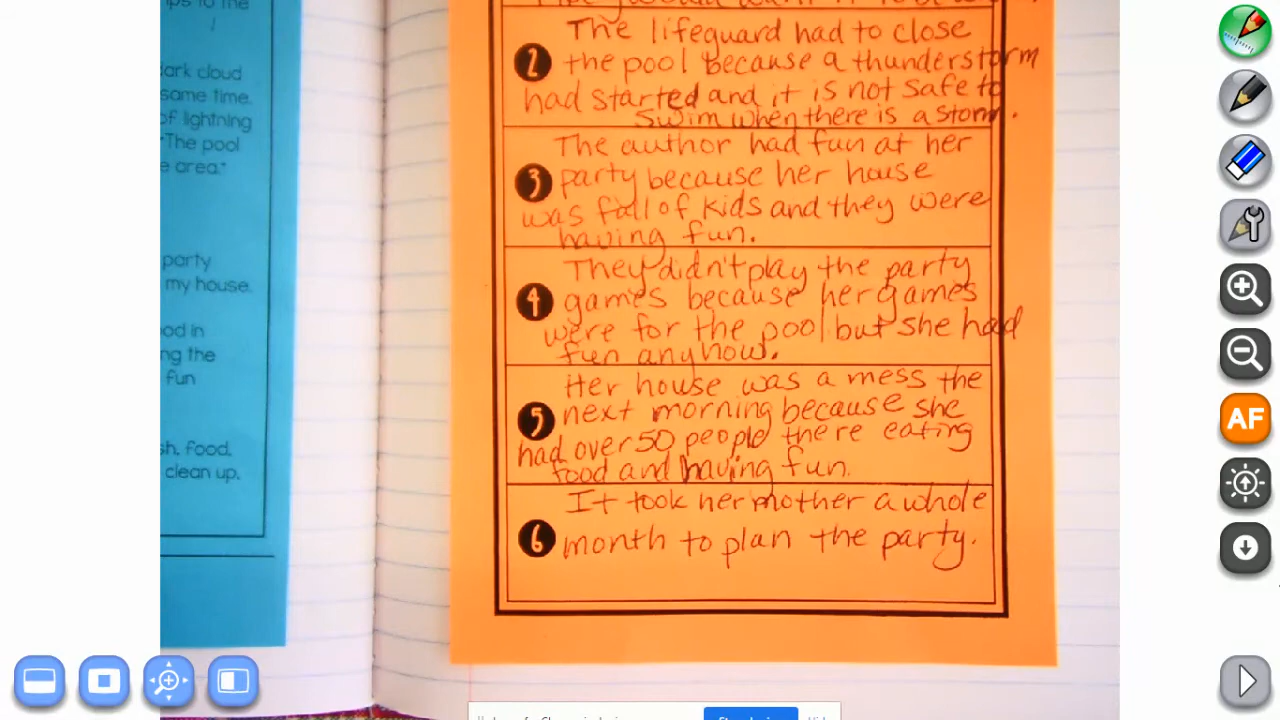 ips to the
!
dark cloud
same time.
of lightning
"The pool
e area."
party
my house.
od in
ng the
fun
sh, food,
clean up.
2 The lifeguard had to close
the pool because a thunderstorm
had started and it is not safe to
swim when there is a storm.
3 The author had fun at her
party because her house
was full of kids and they were
having fun.
4 They didn't play the party
games because her games
were for the pool but she had
fun anyhow.
5 Her house was a mess the
next morning because she
had over 50 people there eating
food and having fun.
6 It took her mother a whole
month to plan the party.
AF